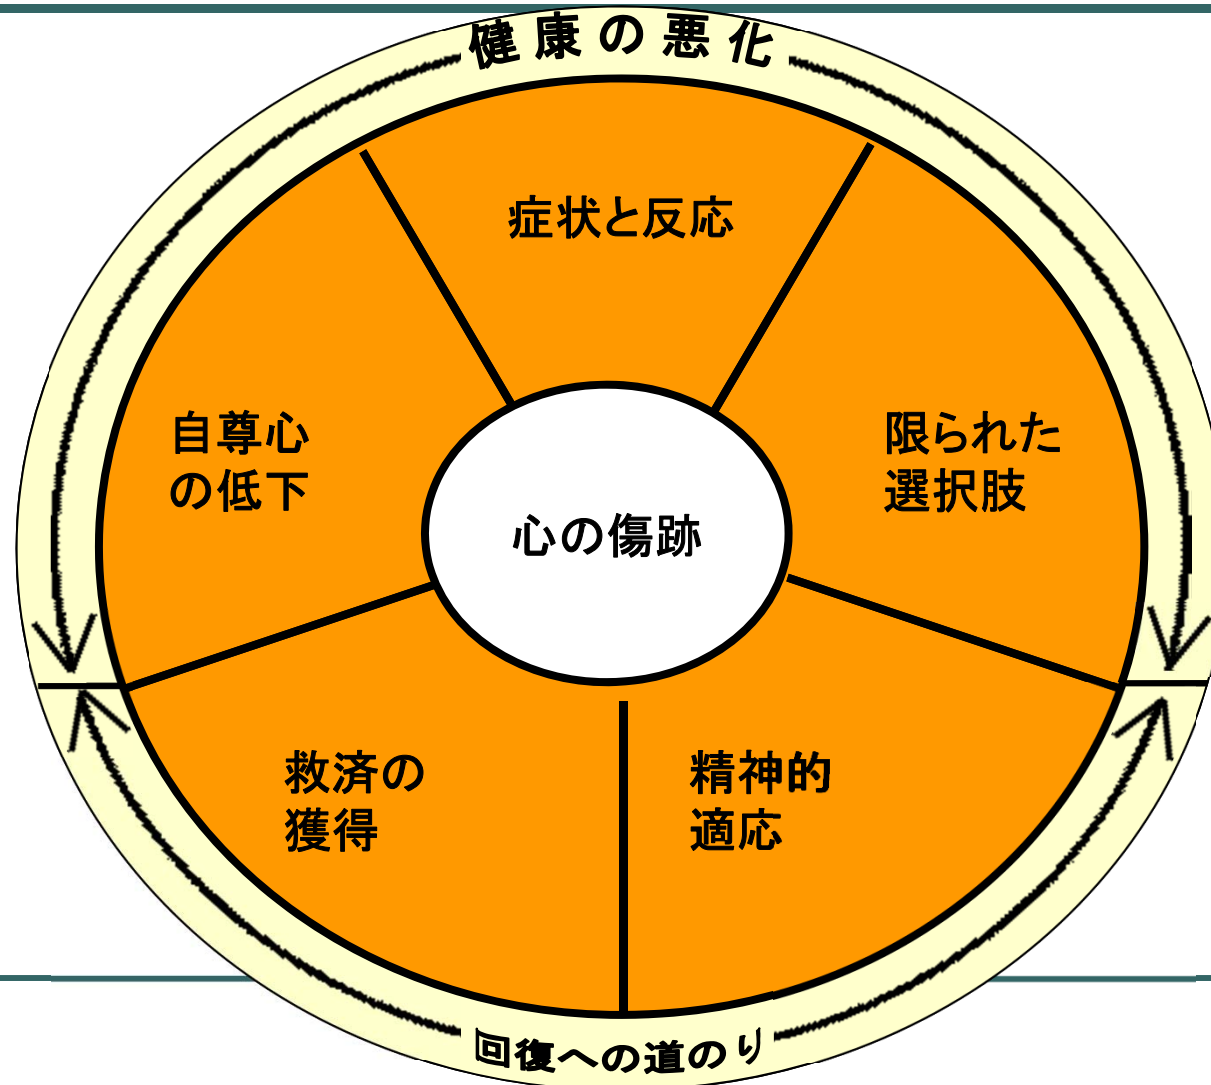 健康の悪化
症状と反応
自尊心
の低下
限られた
選択肢
心の傷跡
救済の
獲得
精神的
適応
回復への道のり